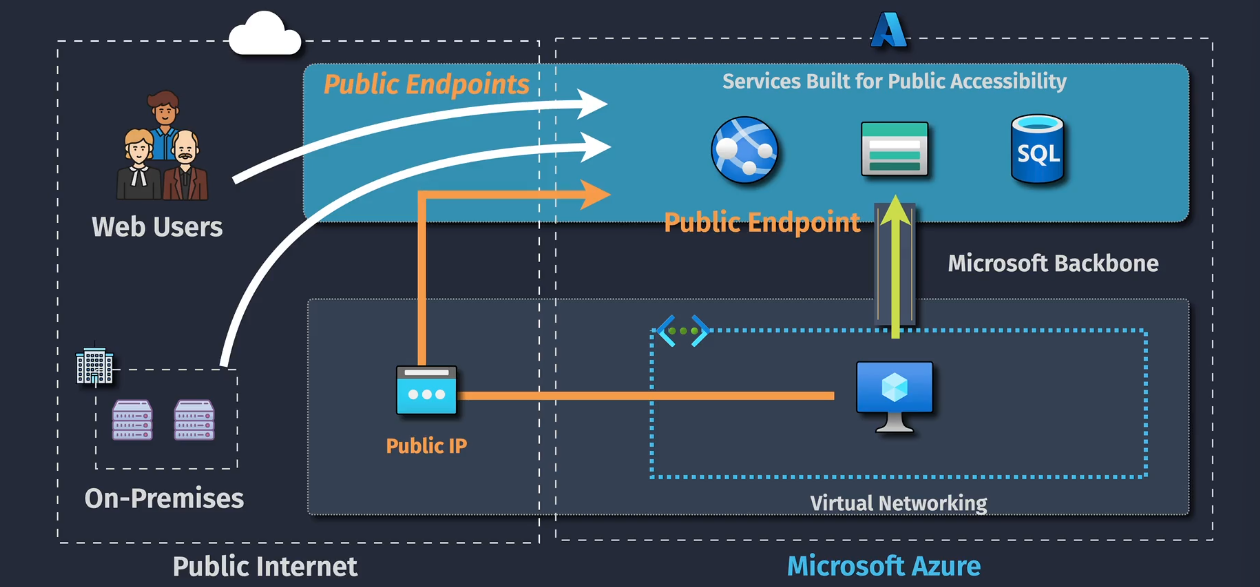 Public Endpoints
Services Built for Public Accessibility
SQL
Web Users
Public Endpoint
Microsoft Backbone
Public IP
On-Premises
Virtual Networking
Public Internet
Microsoft Azure